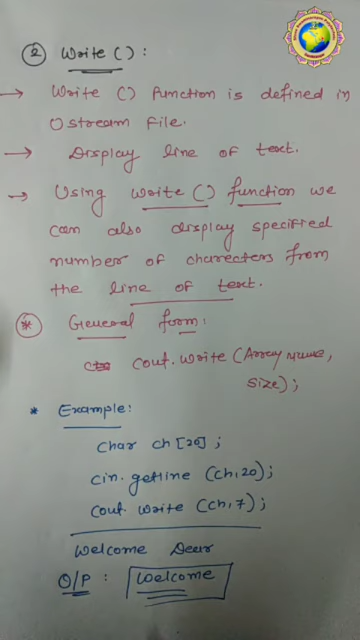 ② Write () :
→ Write () function is defined in
Ostream File.
→ Display line of text.
→ Using Write () function we
can also display specified
number of charecters from
the line of text.
* General form:
cout.write (Array name,
size);
* Example:
char ch [20] ;
cin. getline (ch, 20);
cout. write (ch, 7);
Welcome Dear
O/P : Welcome